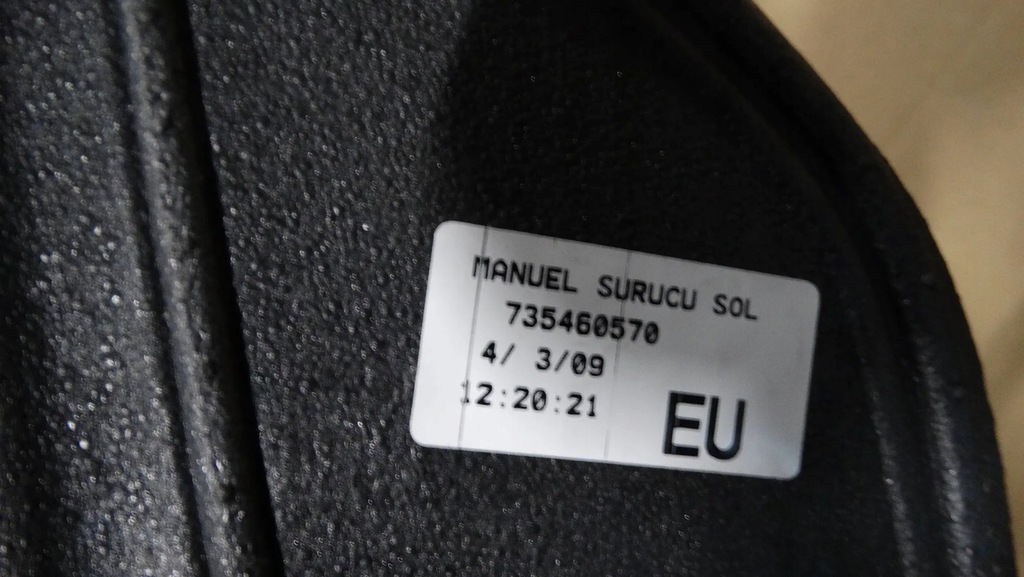 MANUEL SURUCU SOL
735460570
4/ 3/09
12:20:21
EU